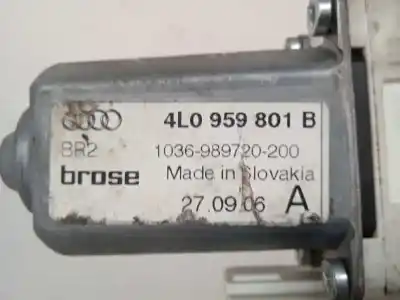 4L0 959 801 B
BR2 1036-989720-200
brose Made in Slovakia
27.09.06 A